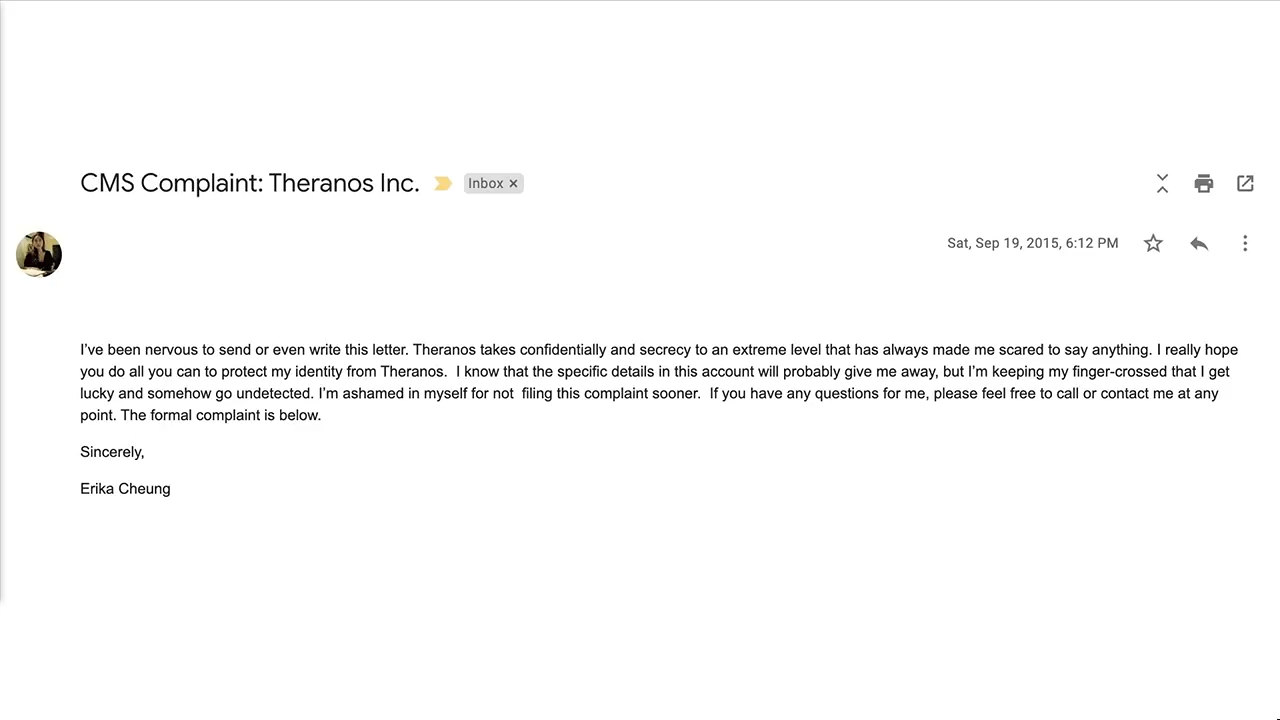 CMS Complaint: Theranos Inc.
Inbox ×
Sat, Sep 19, 2015, 6:12 PM
I've been nervous to send or even write this letter. Theranos takes confidentially and secrecy to an extreme level that has always made me scared to say anything. I really hope
you do all you can to protect my identity from Theranos.  I know that the specific details in this account will probably give me away, but I'm keeping my finger-crossed that I get
lucky and somehow go undetected. I'm ashamed in myself for not  filing this complaint sooner.  If you have any questions for me, please feel free to call or contact me at any
point. The formal complaint is below.
Sincerely,
Erika Cheung